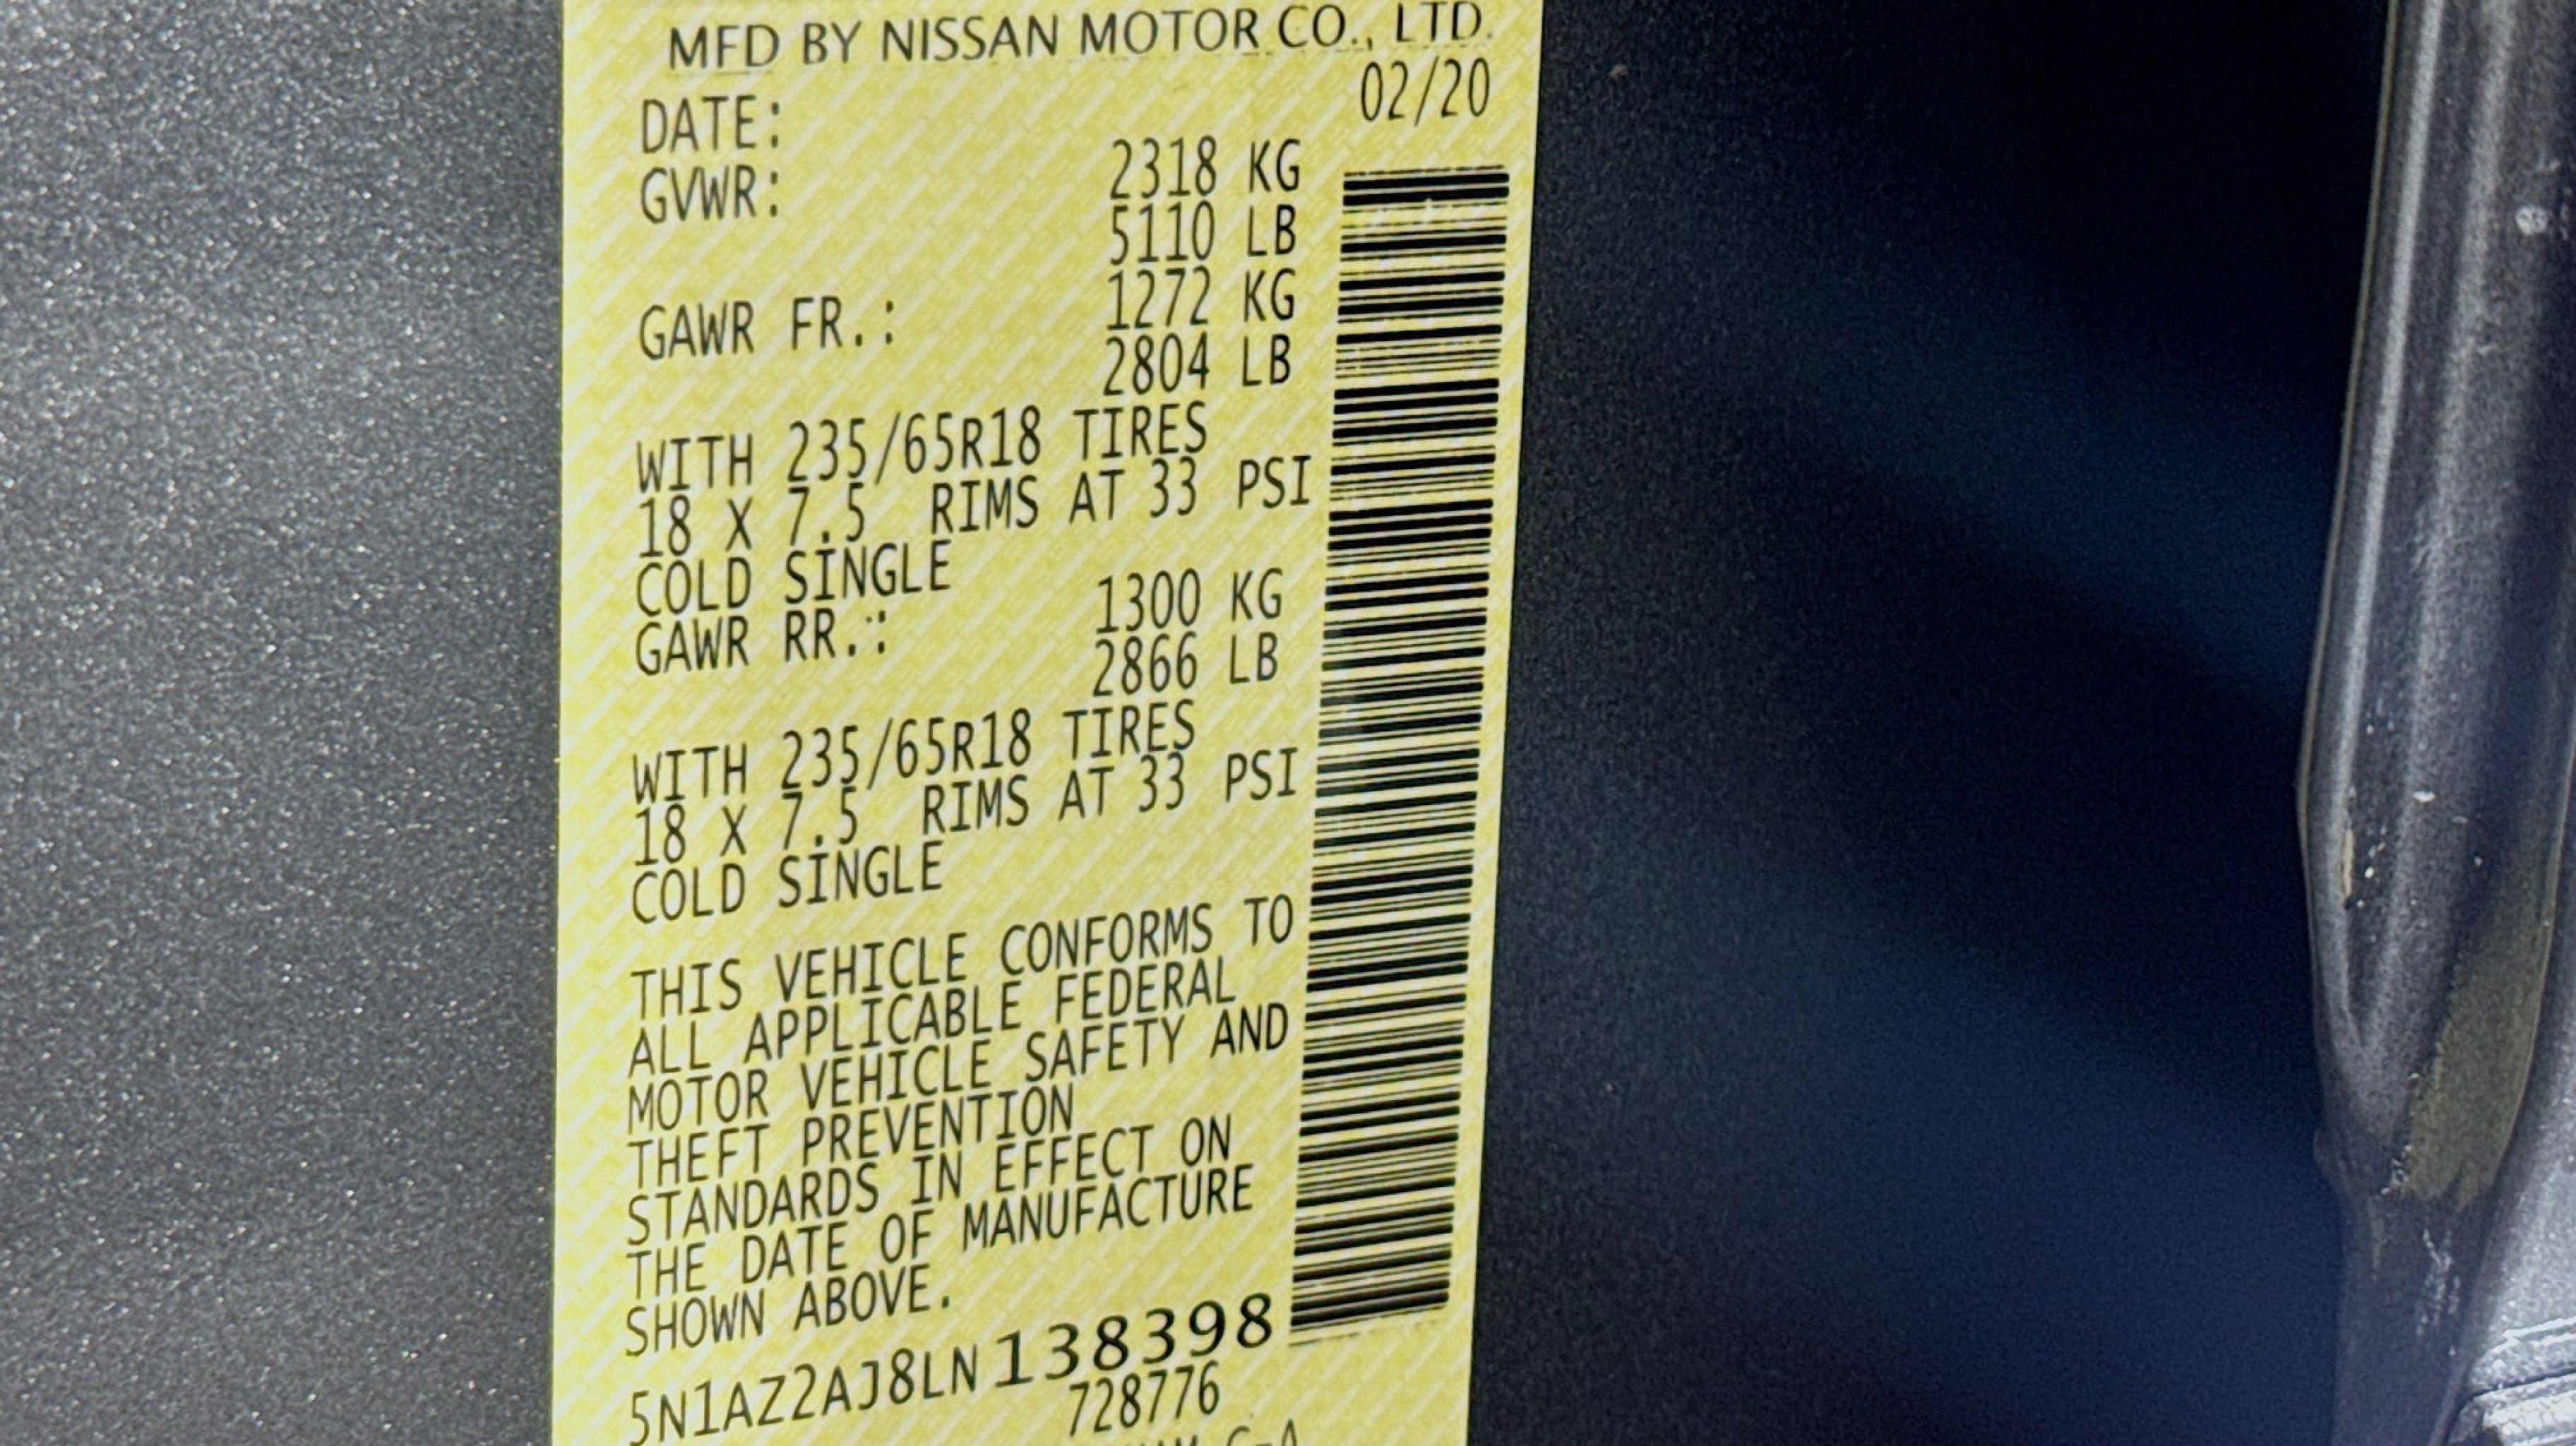 MFD BY NISSAN MOTOR CO., LTD.
DATE: 02/20
GVWR: 2318 KG
5110 LB
GAWR FR.: 1272 KG
2804 LB
WITH 235/65R18 TIRES
18 X 7.5 RIMS AT 33 PSI
COLD SINGLE
GAWR RR.: 1300 KG
2866 LB
WITH 235/65R18 TIRES
18 X 7.5 RIMS AT 33 PSI
COLD SINGLE
THIS VEHICLE CONFORMS TO
ALL APPLICABLE FEDERAL
MOTOR VEHICLE SAFETY AND
THEFT PREVENTION
STANDARDS IN EFFECT ON
THE DATE OF MANUFACTURE
SHOWN ABOVE.
5N1AZ2AJ8LN138398
728776